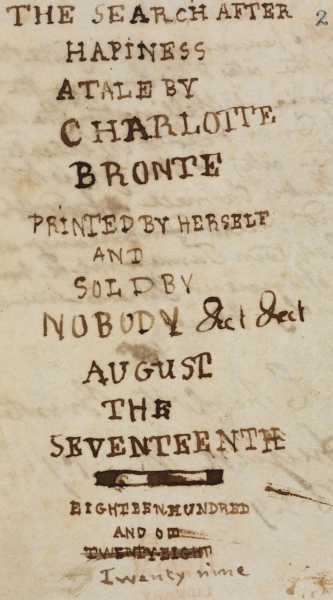 THE SEARCH AFTER 2
HAPINESS
A TALE BY
CHARLOTTE
BRONTE
PRINTED BY HERSELF
AND
SOLD BY
NOBODY &ct &ect
AUGUST
THE
SEVENTEENTH
EIGHTEEN HUNDRED
AND
TWENTY EIGHT
Twenty nine